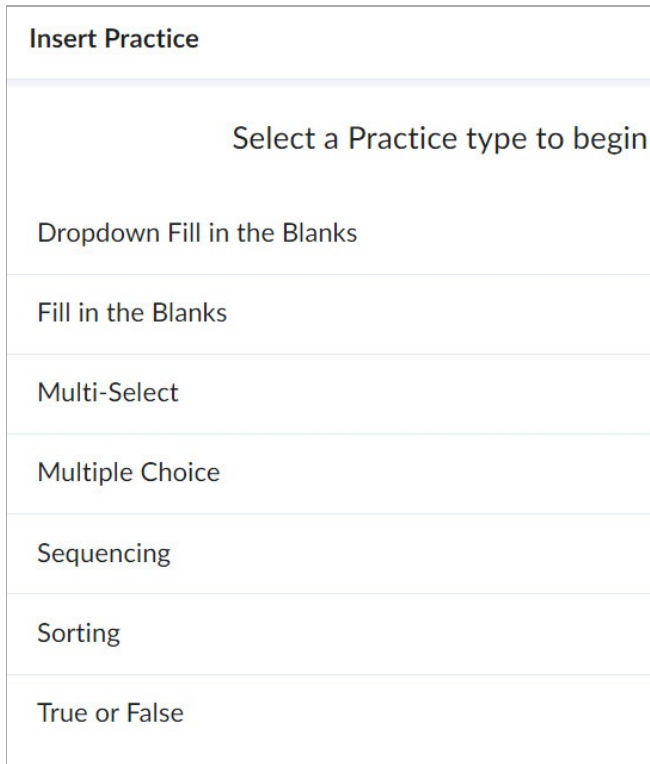 Insert Practice
Select a Practice type to begin
Dropdown Fill in the Blanks
Fill in the Blanks
Multi-Select
Multiple Choice
Sequencing
Sorting
True or False